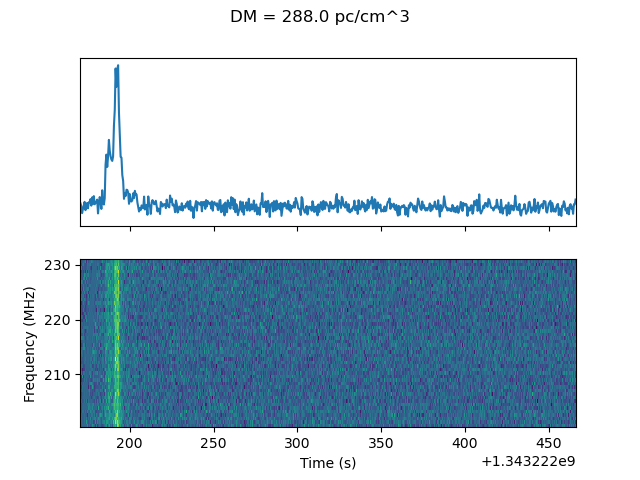 DM = 288.0 pc/cm^3
230
220
210
Frequency (MHz)
200 250 300 350 400 450
Time (s)
+1.343222e9